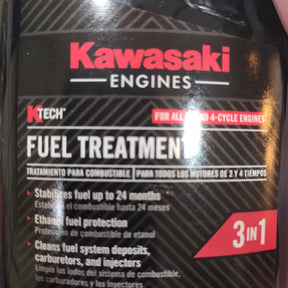 Kawasaki
ENGINES
KTECH™
FOR ALL 2 AND 4-CYCLE ENGINES
FUEL TREATMENT
TRATAMIENTO PARA COMBUSTIBLE PARA TODOS LOS MOTORES DE 2 Y 4 TIEMPOS
Stabilizes fuel up to 24 months
Estabiliza el combustible hasta 24 meses
Ethanol fuel protection
Protección de combustible de etanol
3 IN 1
Cleans fuel system deposits,
carburetors, and injectors
Limpia los lodos del sistema de combustible,
los carburadores y los inyectores